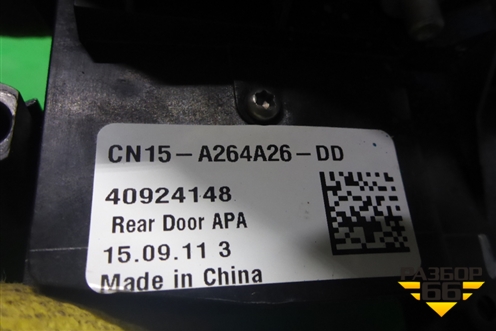 CN15-A264A26-DD
40924148
Rear Door APA
15.09.11 3
Made in China
РАЗБОР
66